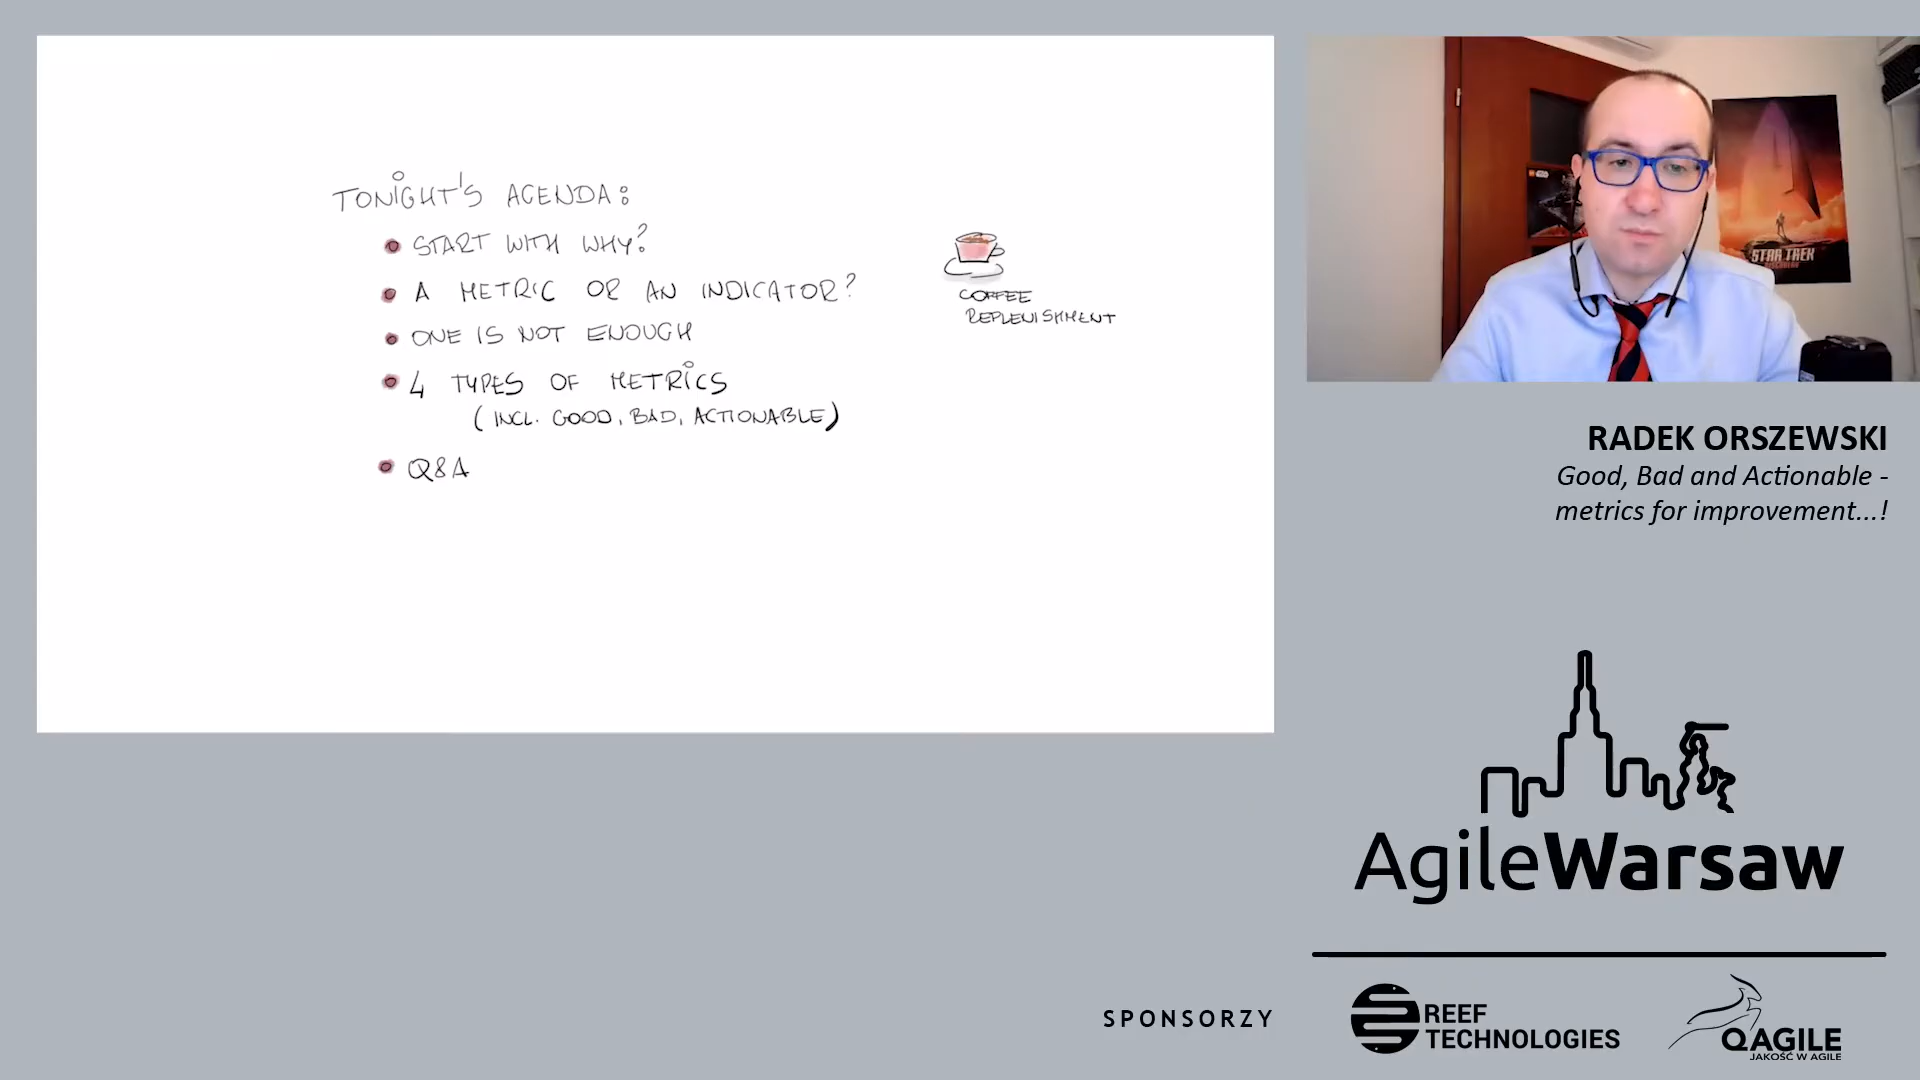 TONIGHT'S AGENDA:
START WITH WHY?
A METRIC OR AN INDICATOR?
ONE IS NOT ENOUGH
4 TYPES OF METRICS
(INCL. GOOD, BAD, ACTIONABLE)
Q&A
COFFEE
REPLENISHMENT
STAR TREK
DISCOVERY
LEGO
RADEK ORSZEWSKI
Good, Bad and Actionable -
metrics for improvement...!
AgileWarsaw
SPONSORZY
REEF
TECHNOLOGIES
QAGILE
JAKOŚĆ W AGILE